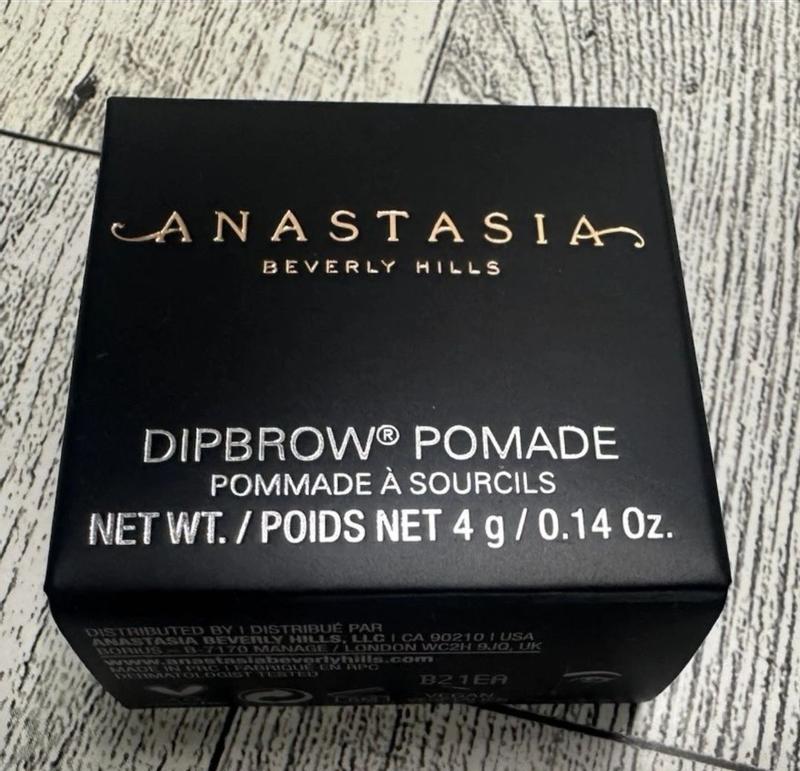 ANASTASIA
BEVERLY HILLS
DIPBROW® POMADE
POMMADE À SOURCILS
NET WT. / POIDS NET 4 g / 0.14 Oz.
DISTRIBUTED BY | DISTRIBUÉ PAR
ANASTASIA BEVERLY HILLS, LLC | CA 90210 | USA
BORIUS – B-7170 MANAGE / LONDON WC2H 9JQ, UK
www.anastasiabeverlyhills.com
MADE IN PRC | FABRIQUÉ EN RPC
DERMATOLOGIST TESTED
B21EA
VEGAN